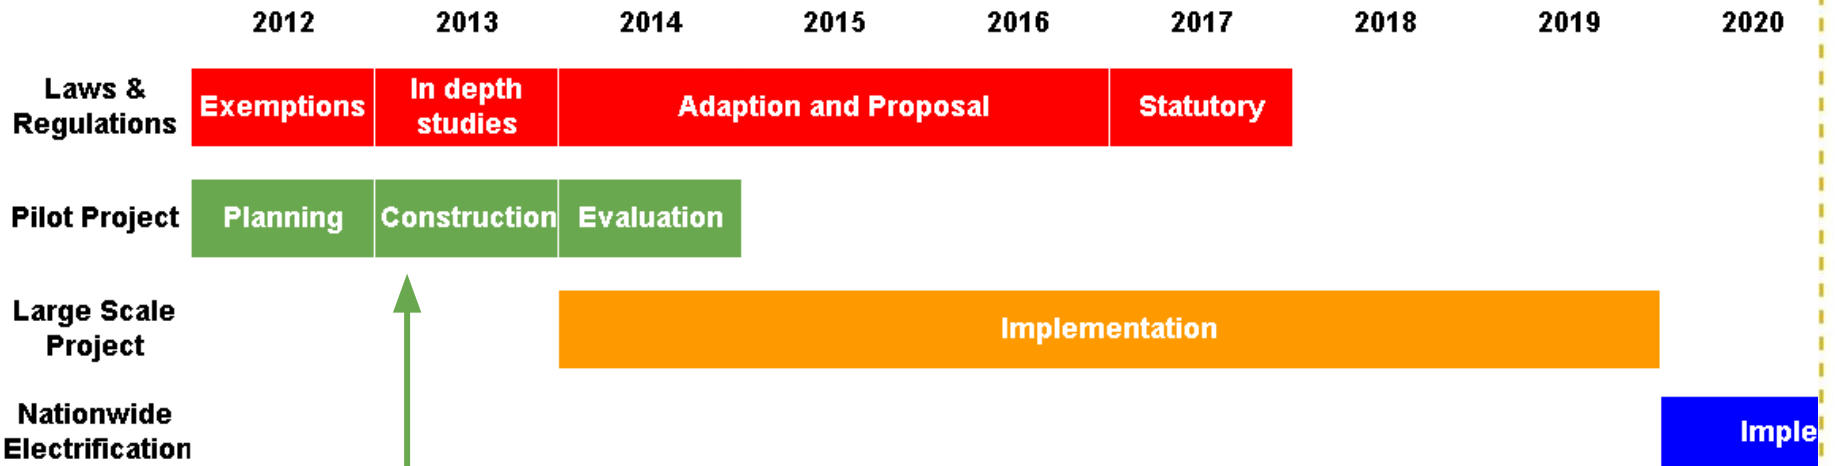 2012 2013 2014 2015 2016 2017 2018 2019 2020
Laws &
Regulations
Exemptions
In depth
studies
Adaption and Proposal
Statutory
Pilot Project
Planning
Construction
Evaluation
Large Scale
Project
Implementation
Nationwide
Electrification
Imple